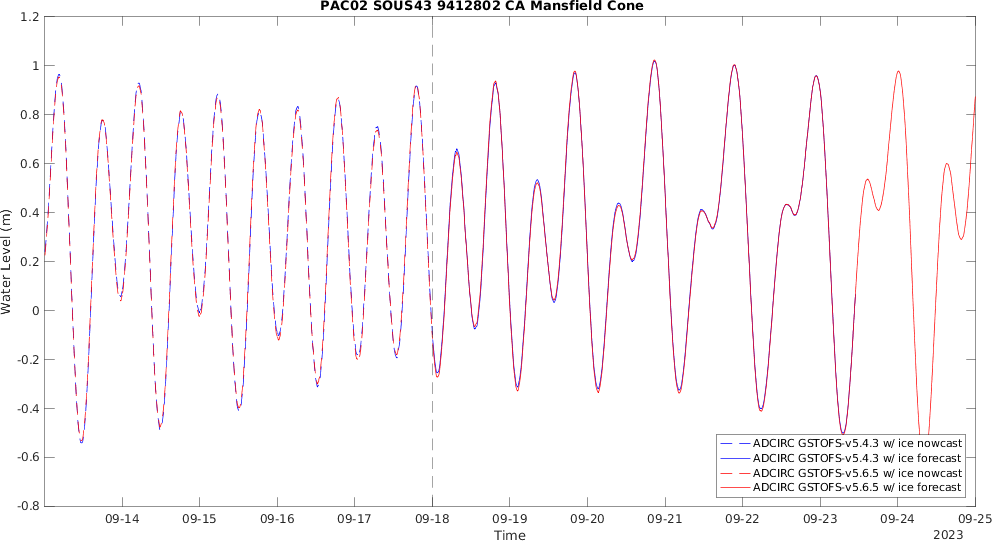 PAC02 SOUS43 9412802 CA Mansfield Cone
1.2
1
0.8
0.6
0.4
0.2
0
-0.2
-0.4
-0.6
-0.8
Water Level (m)
ADCIRC GSTOFS-v5.4.3 w/ ice nowcast
ADCIRC GSTOFS-v5.4.3 w/ ice forecast
ADCIRC GSTOFS-v5.6.5 w/ ice nowcast
ADCIRC GSTOFS-v5.6.5 w/ ice forecast
09-14 09-15 09-16 09-17 09-18 09-19 09-20 09-21 09-22 09-23 09-24 09-25
Time
2023